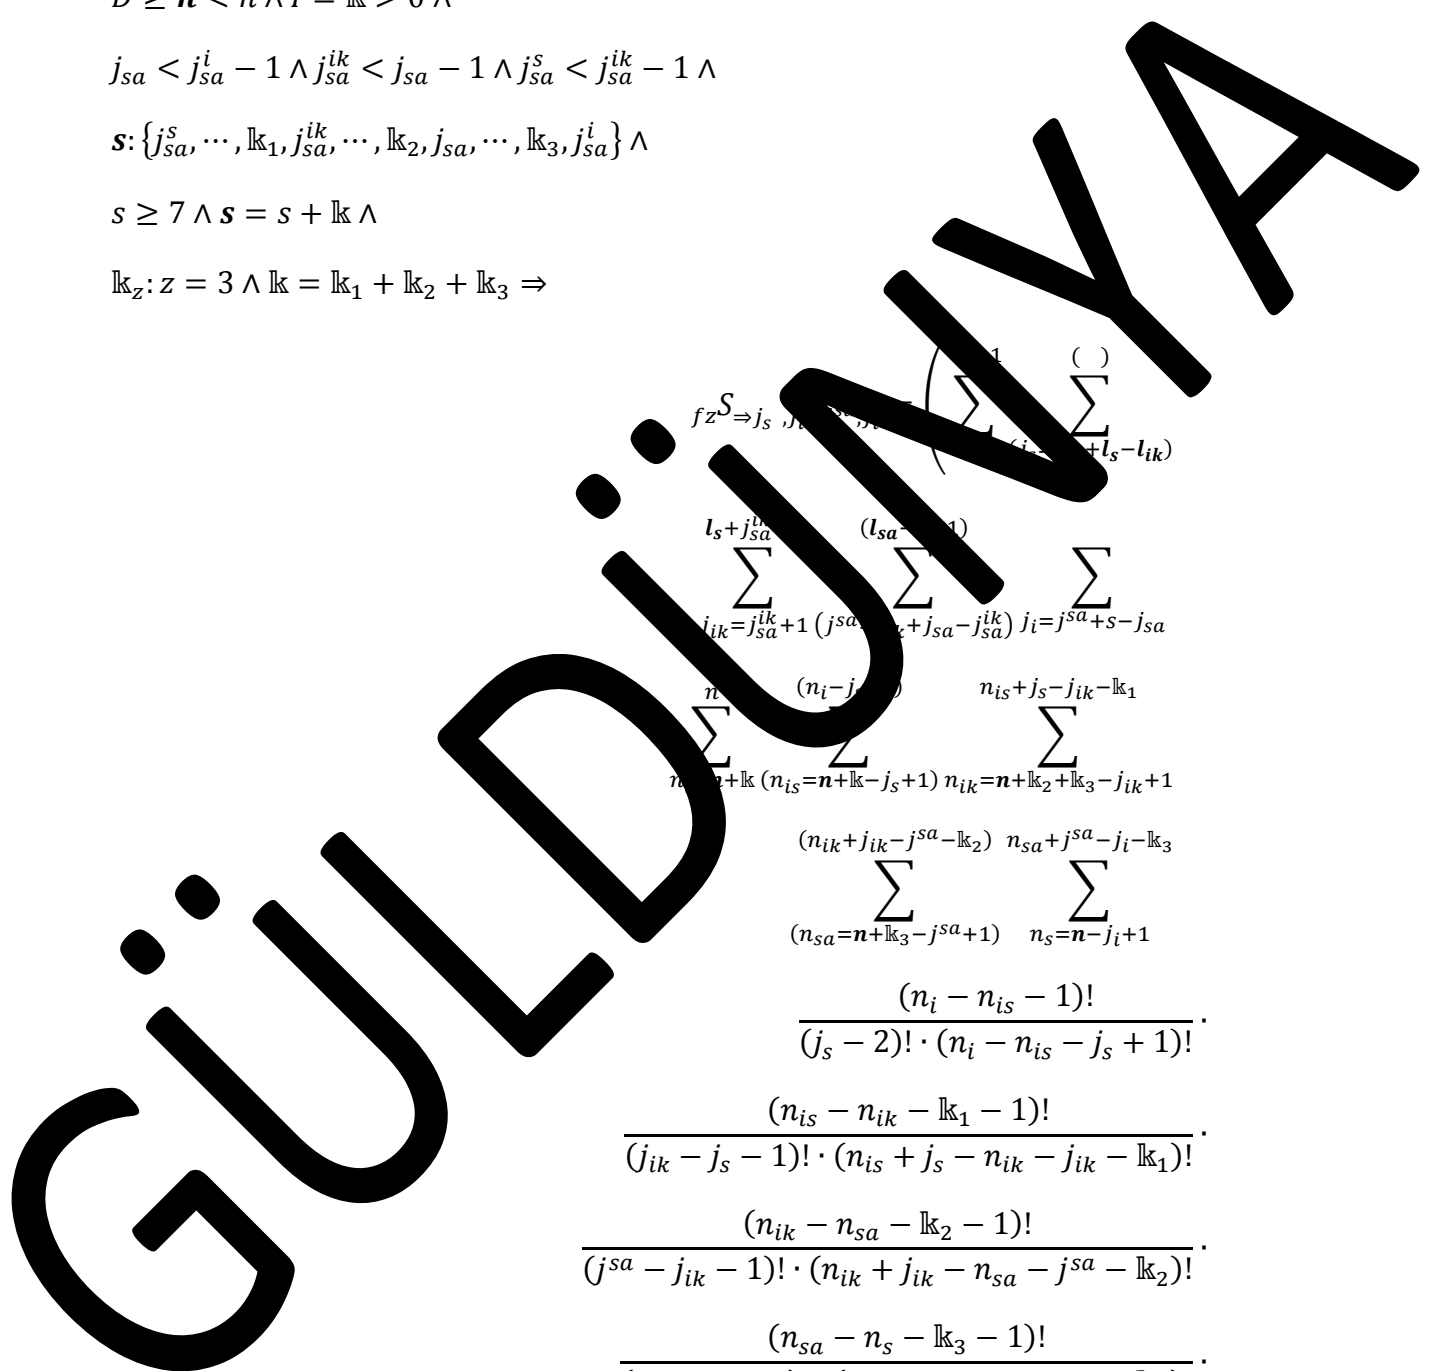 j_{sa} < j_{sa}^{i} − 1 ∧ j_{sa}^{ik} < j_{sa} − 1 ∧ j_{sa}^{s} < j_{sa}^{ik} − 1 ∧
s: {j_{sa}^{s}, ⋯, 𝕜_1, j_{sa}^{ik}, ⋯, 𝕜_2, j_{sa}, ⋯, 𝕜_3, j_{sa}^{i}} ∧
s ≥ 7 ∧ s = s + 𝕜 ∧
𝕜_z: z = 3 ∧ 𝕜 = 𝕜_1 + 𝕜_2 + 𝕜_3 ⇒
_{fz}S_{⇒j_s} ( ∑ ∑^{( )} +l_s−l_{ik})
∑_{j_{ik}=j_{sa}^{ik}+1} ∑ ∑_{j_i=j^{sa}+s−j_{sa}}
∑ ∑_{(n_{is}=n+𝕜−j_s+1)} ∑_{n_{ik}=n+𝕜_2+𝕜_3−j_{ik}+1}^{n_{is}+j_s−j_{ik}−𝕜_1}
∑_{(n_{sa}=n+𝕜_3−j^{sa}+1)}^{(n_{ik}+j_{ik}−j^{sa}−𝕜_2)} ∑_{n_s=n−j_i+1}^{n_{sa}+j^{sa}−j_i−𝕜_3}
(n_i − n_{is} − 1)!
(j_s − 2)! · (n_i − n_{is} − j_s + 1)! ·
(n_{is} − n_{ik} − 𝕜_1 − 1)!
(j_{ik} − j_s − 1)! · (n_{is} + j_s − n_{ik} − j_{ik} − 𝕜_1)! ·
(n_{ik} − n_{sa} − 𝕜_2 − 1)!
(j^{sa} − j_{ik} − 1)! · (n_{ik} + j_{ik} − n_{sa} − j^{sa} − 𝕜_2)! ·
(n_{sa} − n_s − 𝕜_3 − 1)! ·
GÜLDÜNYA